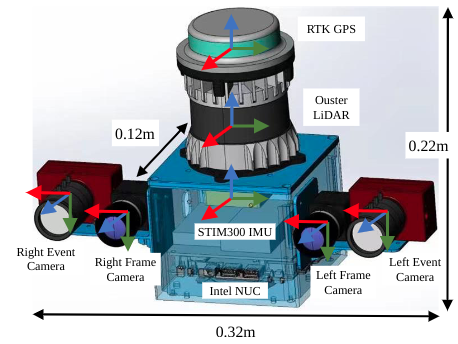 RTK GPS
Ouster
LiDAR
0.12m
0.22m
STIM300 IMU
Right Event
Camera
Right Frame
Camera
Intel NUC
Left Frame
Camera
Left Event
Camera
0.32m